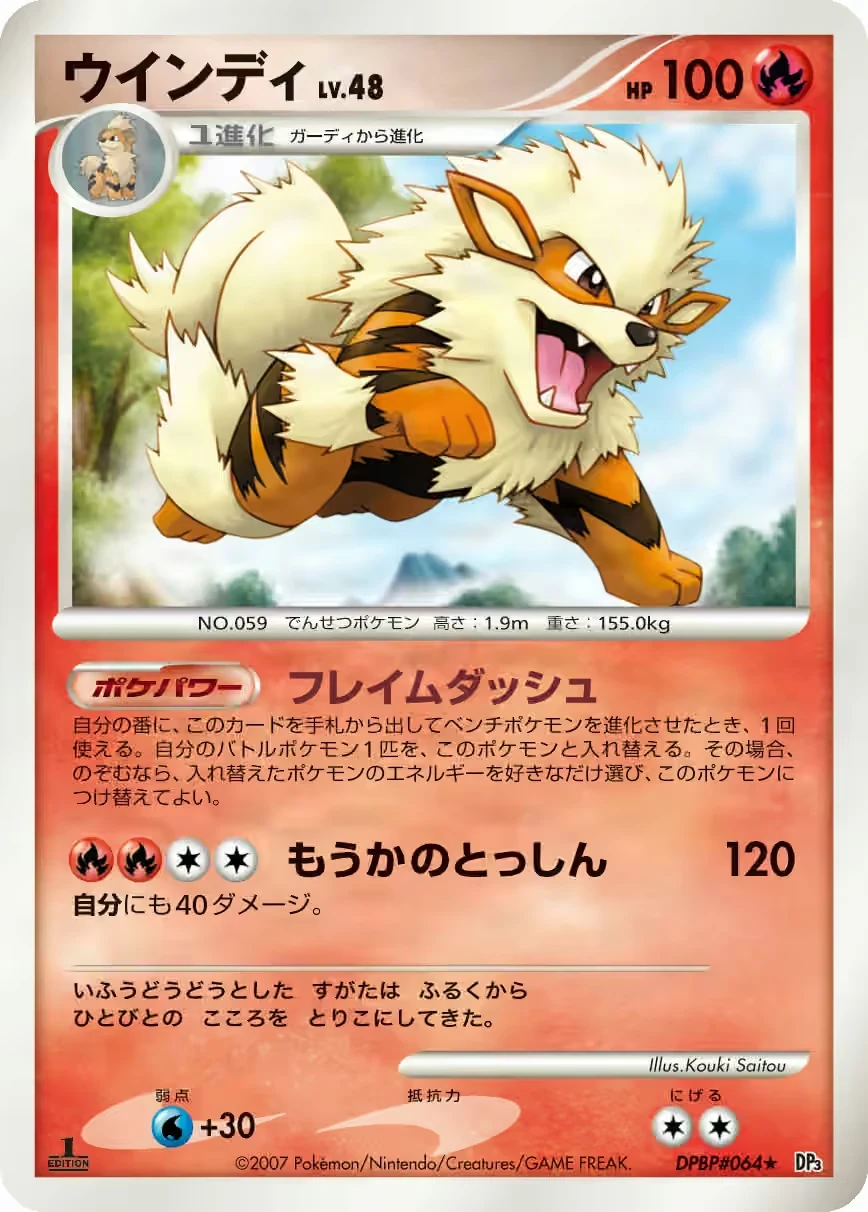 ウインディ LV.48 HP 100
1進化 ガーディから進化
NO.059 でんせつポケモン 高さ：1.9m 重さ：155.0kg
ポケパワー フレイムダッシュ
自分の番に、このカードを手札から出してベンチポケモンを進化させたとき、1回
使える。自分のバトルポケモン1匹を、このポケモンと入れ替える。その場合、
のぞむなら、入れ替えたポケモンのエネルギーを好きなだけ選び、このポケモンに
つけ替えてよい。
もうかのとっしん 120
自分にも40ダメージ。
いふうどうどうとした すがたは ふるくから
ひとびとの こころを とりこにしてきた。
Illus.Kouki Saitou
弱点 抵抗力 にげる
+30
1 EDITION ©2007 Pokémon/Nintendo/Creatures/GAME FREAK. DPBP#064★ DP3